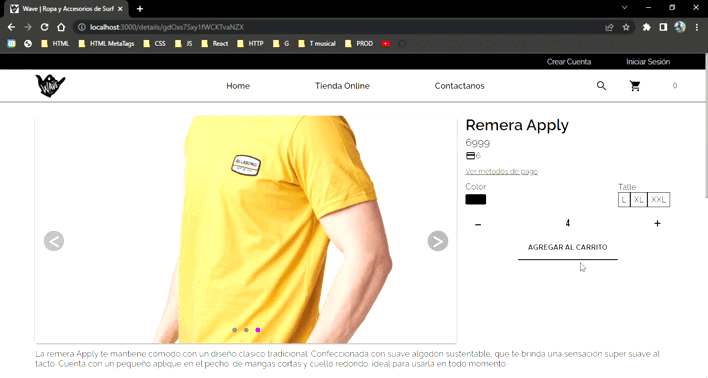 Wave | Ropa y Accesorios de Surf
localhost:3000/details/gdOxs7Sxy1fWCKTvaNZX
HTML
HTML MetaTags
CSS
JS
React
HTTP
G
T musical
PROD
Crear Cuenta
Iniciar Sesión
WAVE
Home
Tienda Online
Contactanos
0
BILLABONG
Remera Apply
6999
6
Ver métodos de pago
Color
Talle
L XL XXL
- 4 +
AGREGAR AL CARRITO
< >
La remera Apply te mantiene cómodo con un diseño clásico tradicional. Confeccionada con suave algodón sustentable, que te brinda una sensación super suave al
tacto. Cuenta con un pequeño aplique en el pecho, de mangas cortas y cuello redondo, ideal para usarla en todo momento